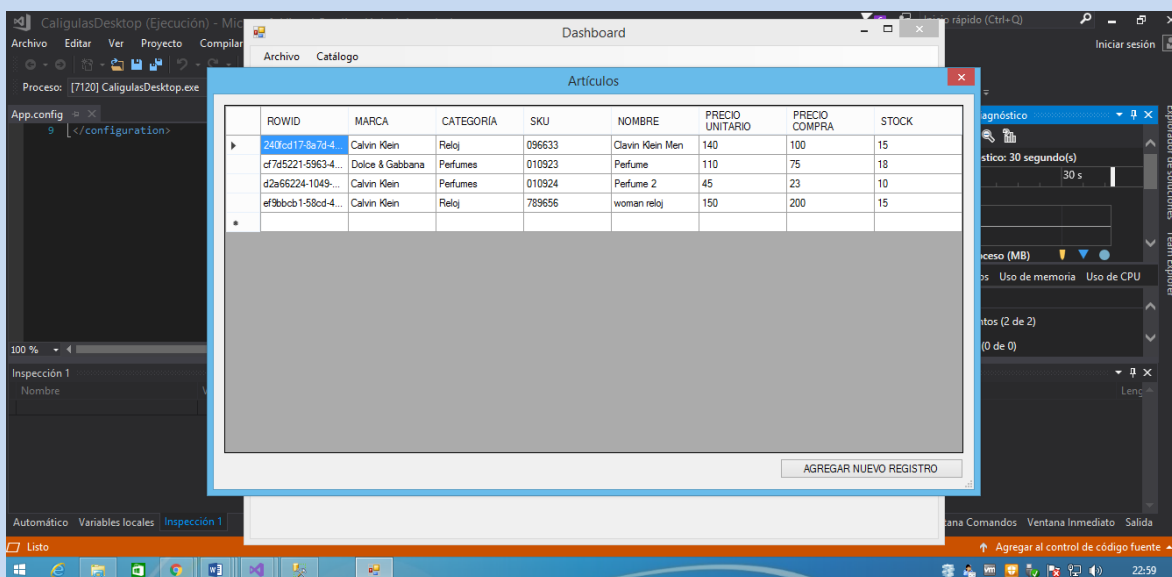 CaligulasDesktop (Ejecución) - Mic
Inicio rápido (Ctrl+Q)
Archivo Editar Ver Proyecto Compilar
Iniciar sesión
Proceso: [7120] CaligulasDesktop.exe
App.config
9 </configuration>
Dashboard
Archivo Catálogo
Artículos
ROWID MARCA CATEGORÍA SKU NOMBRE PRECIO UNITARIO PRECIO COMPRA STOCK
240fcd17-8a7d-4... Calvin Klein Reloj 096633 Clavin Klein Men 140 100 15
cf7d5221-5963-4... Dolce & Gabbana Perfumes 010923 Perfume 110 75 18
d2a66224-1049-... Calvin Klein Perfumes 010924 Perfume 2 45 23 10
ef9bbcb1-58cd-4... Calvin Klein Reloj 789656 woman reloj 150 200 15
AGREGAR NUEVO REGISTRO
agnóstico
stico: 30 segundo(s)
30 s
ceso (MB)
os Uso de memoria Uso de CPU
ntos (2 de 2)
(0 de 0)
Explorador de soluciones Team Explorer
100 %
Inspección 1
Nombre V
Leng
Automático Variables locales Inspección 1
tana Comandos Ventana Inmediato Salida
Listo
Agregar al control de código fuente
22:59